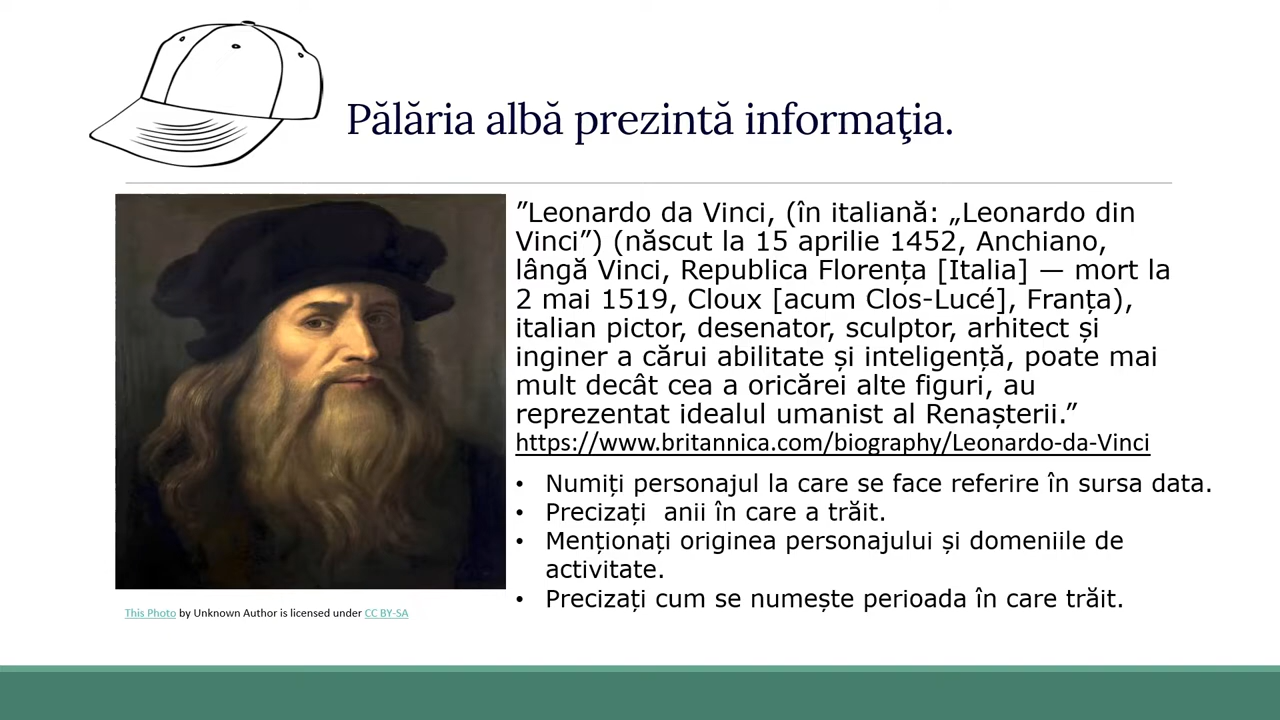 Pălăria albă prezintă informaţia.
”Leonardo da Vinci, (în italiană: „Leonardo din
Vinci”) (născut la 15 aprilie 1452, Anchiano,
lângă Vinci, Republica Florența [Italia] — mort la
2 mai 1519, Cloux [acum Clos-Lucé], Franța),
italian pictor, desenator, sculptor, arhitect și
inginer a cărui abilitate și inteligență, poate mai
mult decât cea a oricărei alte figuri, au
reprezentat idealul umanist al Renașterii.”
https://www.britannica.com/biography/Leonardo-da-Vinci
• Numiți personajul la care se face referire în sursa data.
• Precizați  anii în care a trăit.
• Menționați originea personajului și domeniile de
activitate.
• Precizați cum se numește perioada în care trăit.
This Photo by Unknown Author is licensed under CC BY-SA